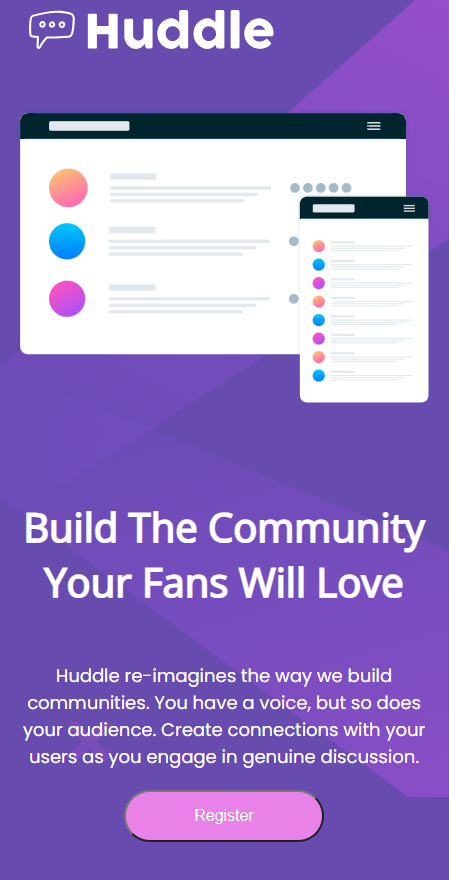 Huddle
Build The Community
Your Fans Will Love
Huddle re-imagines the way we build
communities. You have a voice, but so does
your audience. Create connections with your
users as you engage in genuine discussion.
Register